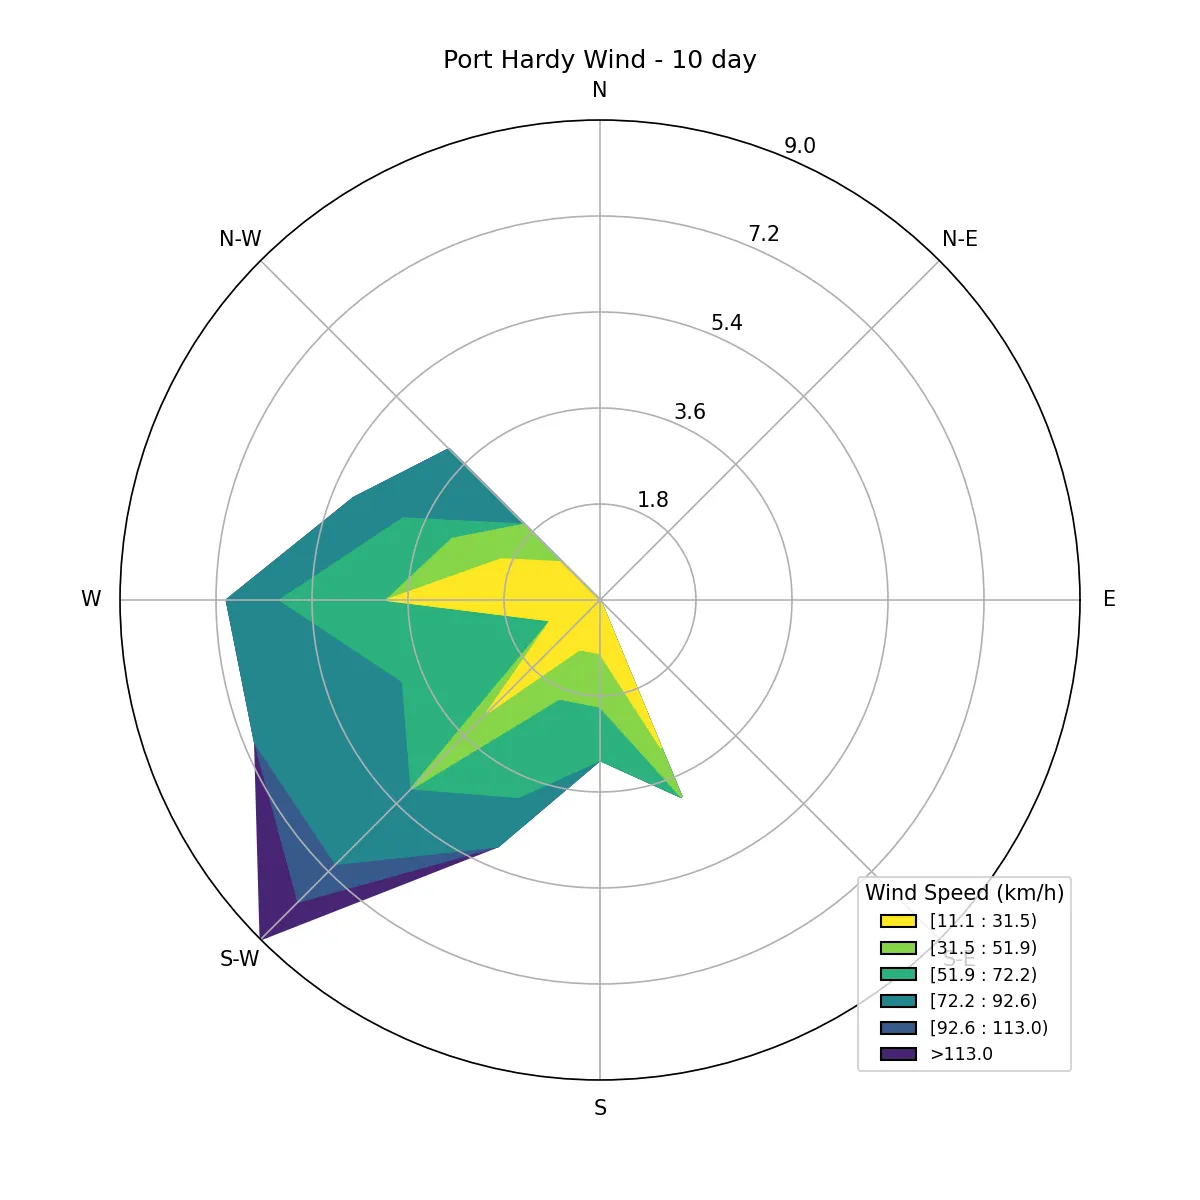 Port Hardy Wind - 10 day
N
9.0
N-W
N-E
7.2
5.4
3.6
1.8
W
E
S-W
S-E
S
Wind Speed (km/h)
[11.1 : 31.5)
[31.5 : 51.9)
[51.9 : 72.2)
[72.2 : 92.6)
[92.6 : 113.0)
>113.0